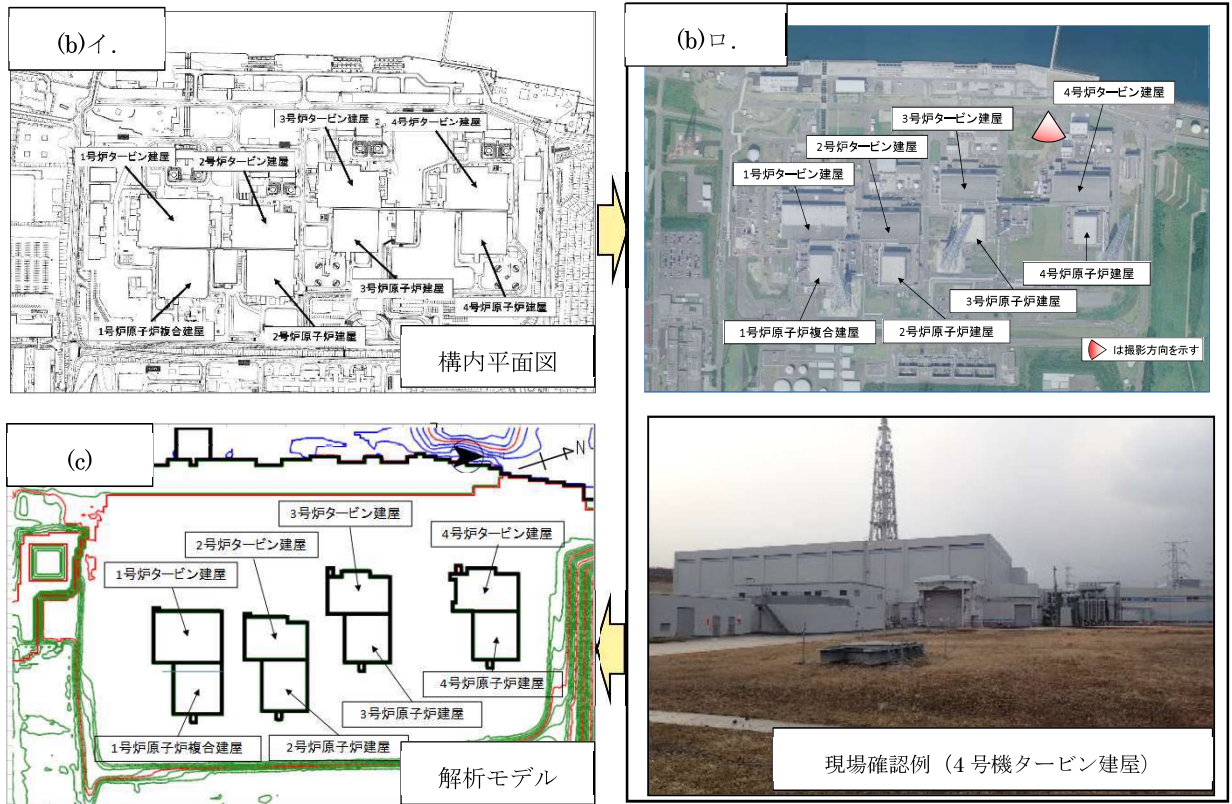 (b)イ.
3号炉タービン建屋
4号炉タービン建屋
1号炉タービン建屋
2号炉タービン建屋
3号炉原子炉建屋
4号炉原子炉建屋
1号炉原子炉複合建屋
2号炉原子炉建屋
構内平面図
(b)ロ.
4号炉タービン建屋
3号炉タービン建屋
2号炉タービン建屋
1号炉タービン建屋
4号炉原子炉建屋
3号炉原子炉建屋
1号炉原子炉複合建屋
2号炉原子炉建屋
は撮影方向を示す
(c)
N
3号炉タービン建屋
4号炉タービン建屋
2号炉タービン建屋
1号炉タービン建屋
4号炉原子炉建屋
3号炉原子炉建屋
1号炉原子炉複合建屋
2号炉原子炉建屋
解析モデル
現場確認例（4号機タービン建屋）